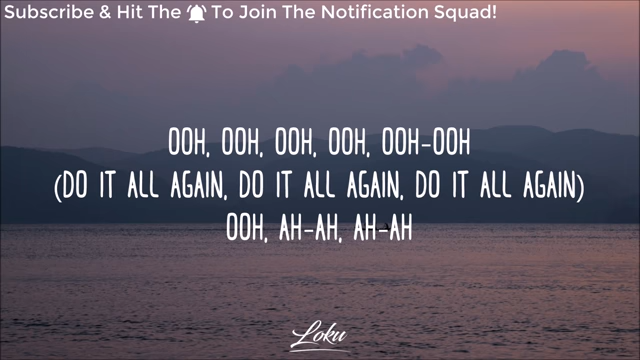 Subscribe & Hit The 🔔 To Join The Notification Squad!
OOH, OOH, OOH, OOH, OOH-OOH
(DO IT ALL AGAIN, DO IT ALL AGAIN, DO IT ALL AGAIN)
OOH, AH-AH, AH-AH
Loku